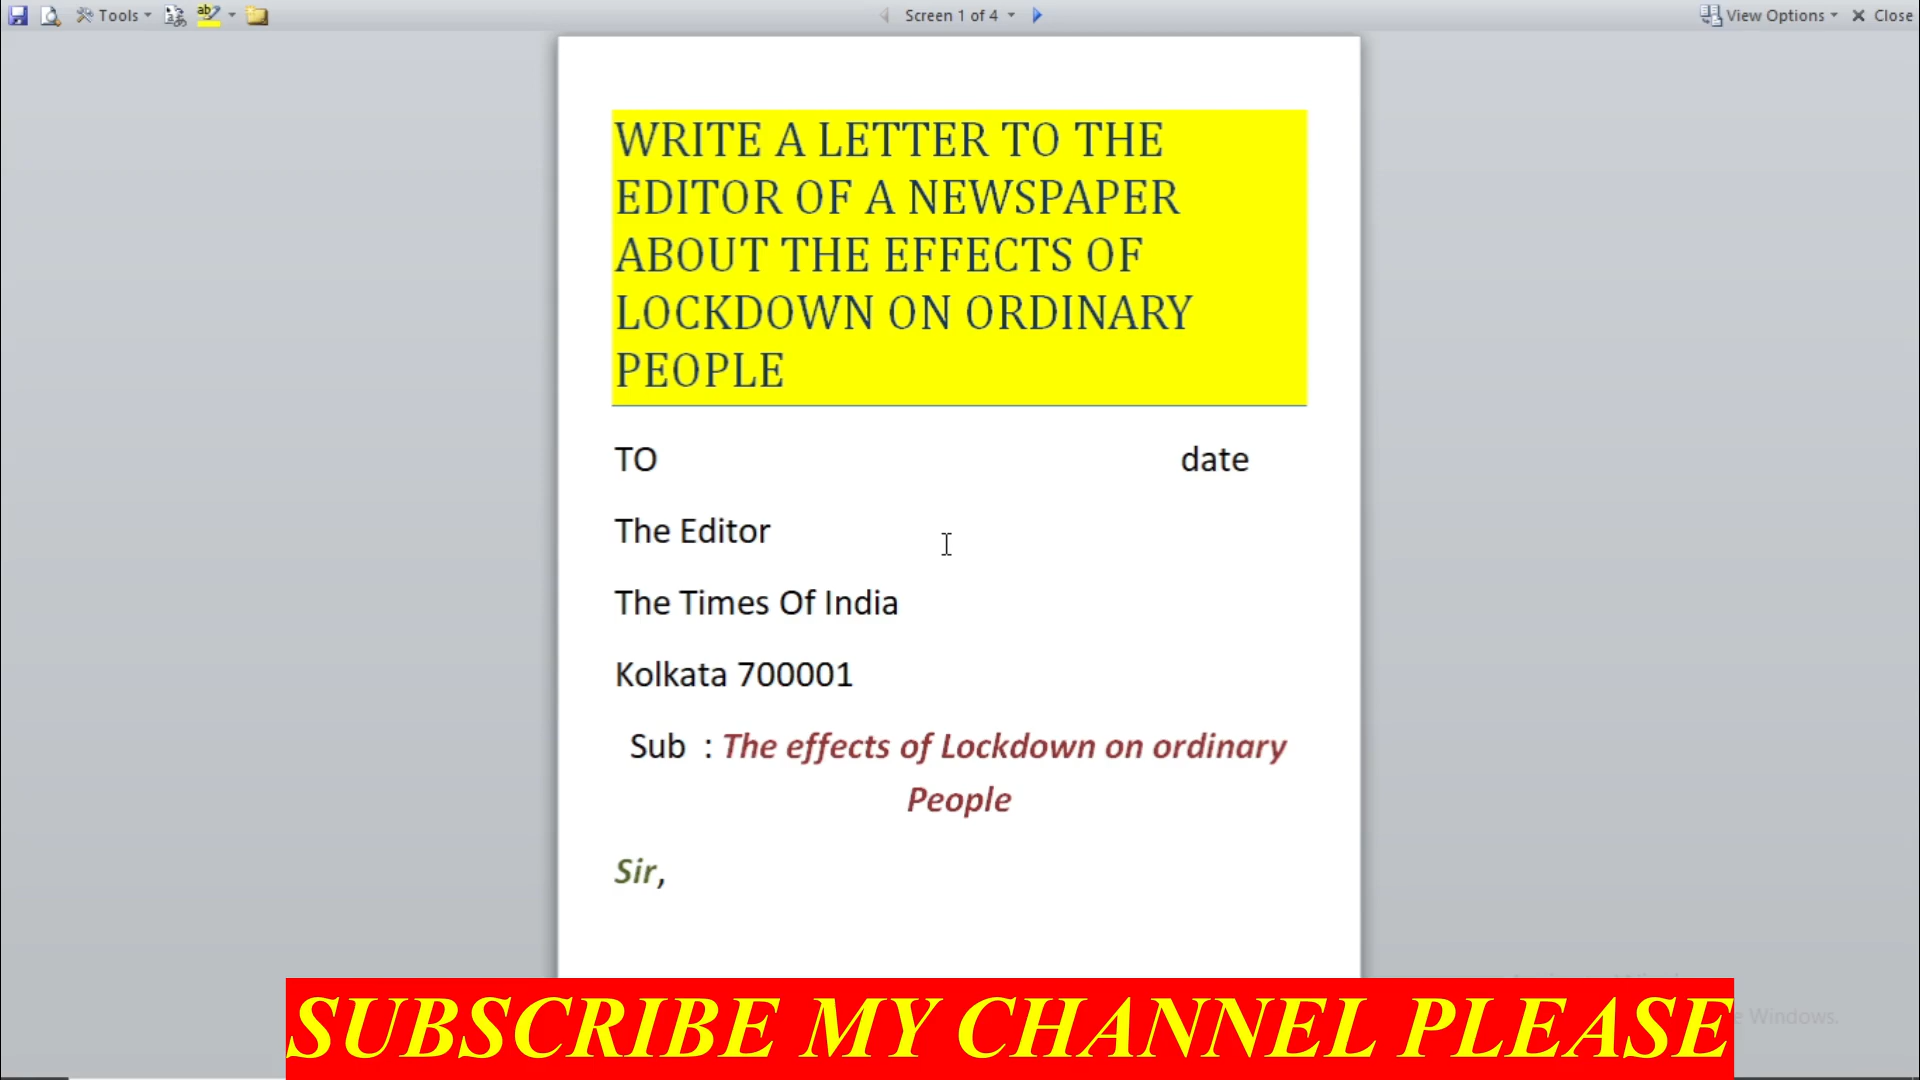 Tools
Screen 1 of 4
View Options
Close
WRITE A LETTER TO THE
EDITOR OF A NEWSPAPER
ABOUT THE EFFECTS OF
LOCKDOWN ON ORDINARY
PEOPLE
TO date
The Editor
The Times Of India
Kolkata 700001
Sub : The effects of Lockdown on ordinary
People
Sir,
SUBSCRIBE MY CHANNEL PLEASE
Windows.